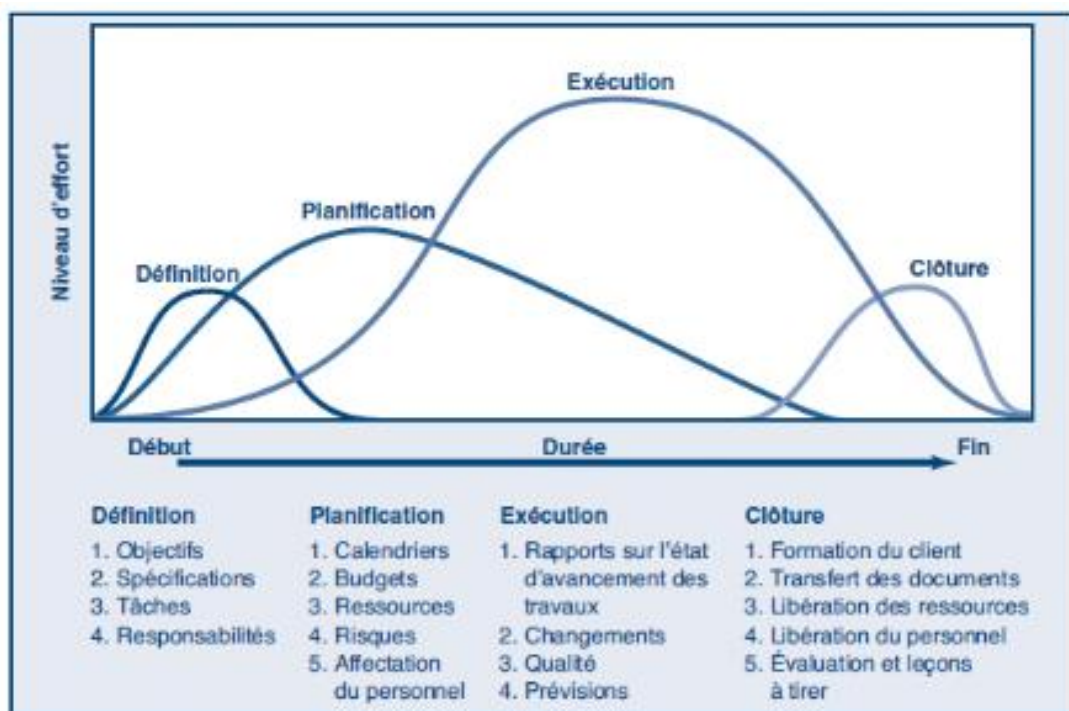 Niveau d'effort
Exécution
Planification
Définition
Clôture
Début
Durée
Fin
Définition
1. Objectifs
2. Spécifications
3. Tâches
4. Responsabilités
Planification
1. Calendriers
2. Budgets
3. Ressources
4. Risques
5. Affectation
du personnel
Exécution
1. Rapports sur l'état
d'avancement des
travaux
2. Changements
3. Qualité
4. Prévisions
Clôture
1. Formation du client
2. Transfert des documents
3. Libération des ressources
4. Libération du personnel
5. Évaluation et leçons
à tirer